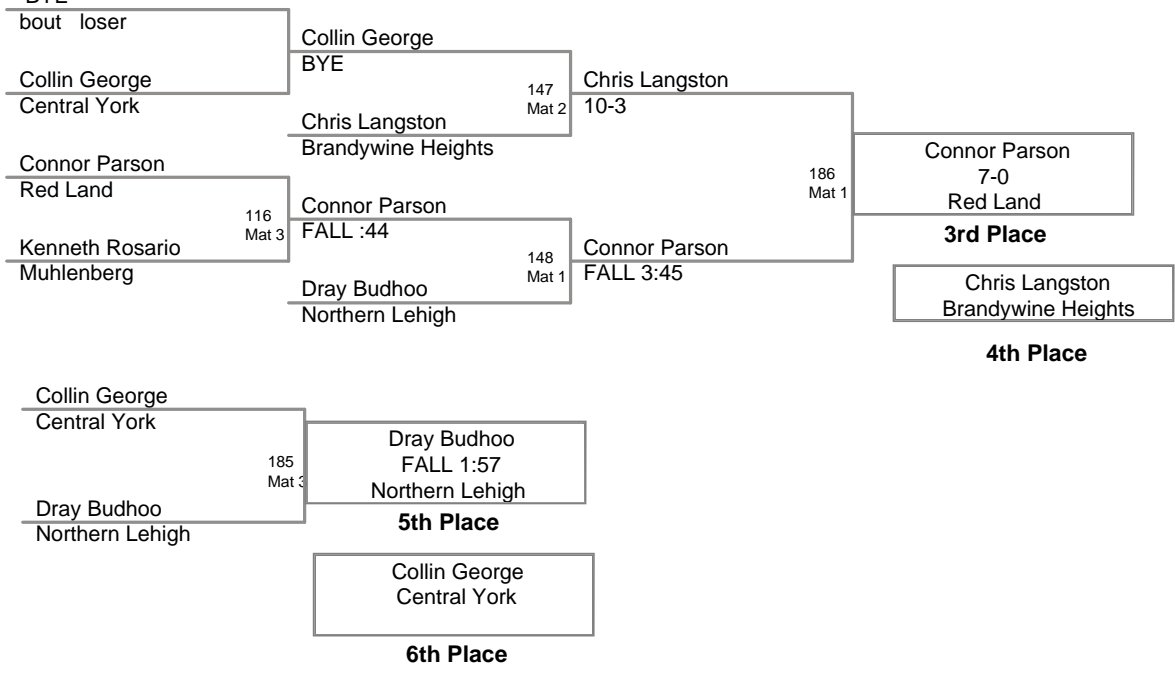 BYE
bout loser
Collin George
Central York
Connor Parson
Red Land
Kenneth Rosario
Muhlenberg
116
Mat 3
Collin George
BYE
Chris Langston
Brandywine Heights
Connor Parson
FALL :44
Dray Budhoo
Northern Lehigh
147
Mat 2
148
Mat 1
Chris Langston
10-3
Connor Parson
FALL 3:45
186
Mat 1
Connor Parson
7-0
Red Land
3rd Place
Chris Langston
Brandywine Heights
4th Place
Collin George
Central York
Dray Budhoo
Northern Lehigh
185
Mat 3
Dray Budhoo
FALL 1:57
Northern Lehigh
5th Place
Collin George
Central York
6th Place